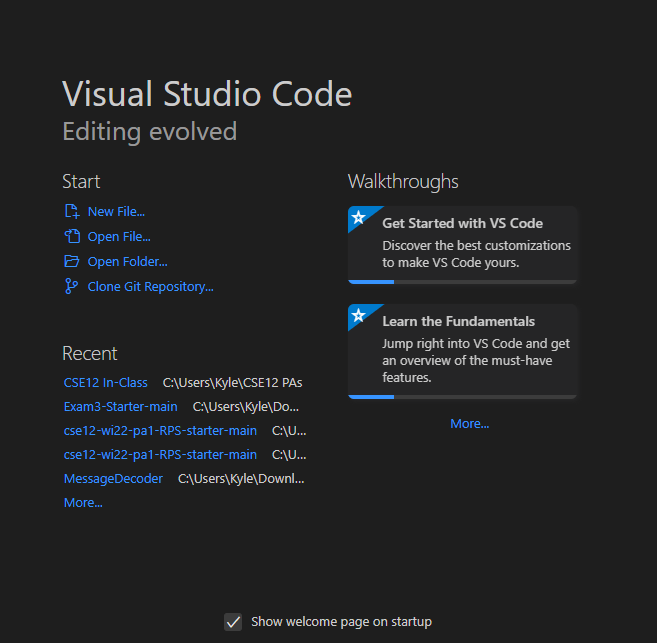 Visual Studio Code
Editing evolved
Start
New File...
Open File...
Open Folder...
Clone Git Repository...
Recent
CSE12 In-Class C:\Users\Kyle\CSE12 PAs
Exam3-Starter-main C:\Users\Kyle\Do...
cse12-wi22-pa1-RPS-starter-main C:\U...
cse12-wi22-pa1-RPS-starter-main C:\U...
MessageDecoder C:\Users\Kyle\Downl...
More...
Walkthroughs
Get Started with VS Code
Discover the best customizations
to make VS Code yours.
Learn the Fundamentals
Jump right into VS Code and get
an overview of the must-have
features.
More...
Show welcome page on startup